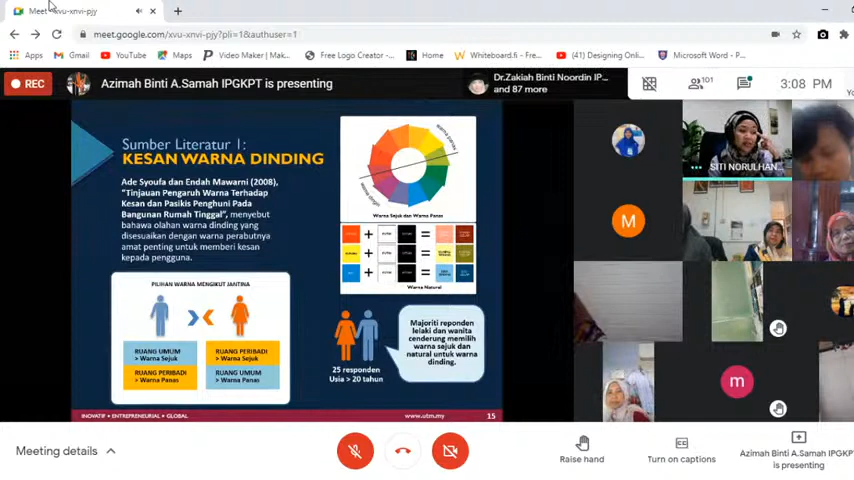 Meet - xvu-xnvi-pjy
meet.google.com/xvu-xnvi-pjy?pli=1&authuser=1
Apps
Gmail
YouTube
Maps
Video Maker | Mak...
Free Logo Creator -...
Home
Whiteboard.fi - Free...
(41) Designing Onli...
Microsoft Word - B...
REC
Azimah Binti A.Samah IPGKPT is presenting
Dr.Zakiah Binti Noordin IP...
and 87 more
101
3:08 PM
Sumber Literatur 1:
KESAN WARNA DINDING
Ade Syoufa dan Endah Mawarni (2008),
"Tinjauan Pengaruh Warna Terhadap
Kesan dan Pasikis Penghuni Pada
Bangunan Rumah Tinggal", menyebut
bahawa olahan warna dinding yang
disesuaikan dengan warna perabutnya
amat penting untuk memberi kesan
kepada pengguna.
warna panas
warna dingin
Warna Sejuk dan Warna Panas
Warna Natural
PILIHAN WARNA MENGIKUT JANTINA
RUANG UMUM
> Warna Sejuk
RUANG PERIBADI
> Warna Sejuk
RUANG PERIBADI
> Warna Panas
RUANG UMUM
> Warna Panas
25 responden
Usia > 20 tahun
Majoriti reponden
lelaki dan wanita
cenderung memilih
warna sejuk dan
natural untuk warna
dinding.
INOVATIF • ENTREPRENEURIAL • GLOBAL
www.utm.my
15
SITI NORULHAN...
M
m
Meeting details
Raise hand
Turn on captions
Azimah Binti A.Samah IPGKPT
is presenting